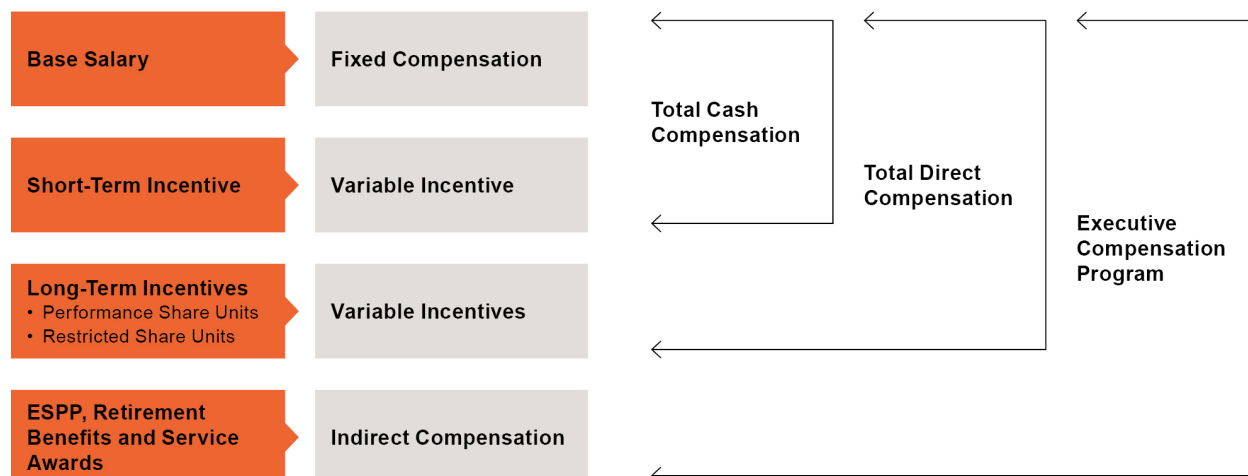 Base Salary
Fixed Compensation
Total Cash
Compensation
Short-Term Incentive
Variable Incentive
Total Direct
Compensation
Executive
Compensation
Program
Long-Term Incentives
• Performance Share Units
• Restricted Share Units
Variable Incentives
ESPP, Retirement
Benefits and Service
Awards
Indirect Compensation